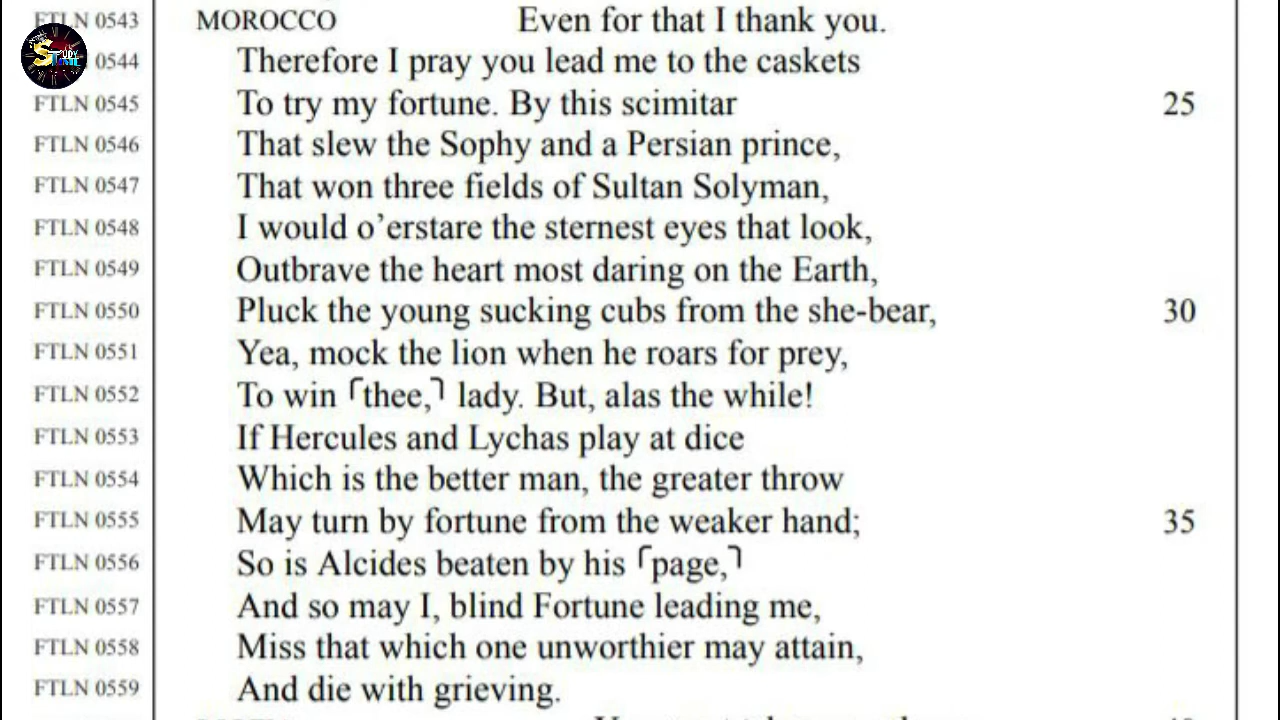 FTLN 0543 MOROCCO Even for that I thank you.
0544 Therefore I pray you lead me to the caskets
FTLN 0545 To try my fortune. By this scimitar 25
FTLN 0546 That slew the Sophy and a Persian prince,
FTLN 0547 That won three fields of Sultan Solyman,
FTLN 0548 I would o’erstare the sternest eyes that look,
FTLN 0549 Outbrave the heart most daring on the Earth,
FTLN 0550 Pluck the young sucking cubs from the she-bear, 30
FTLN 0551 Yea, mock the lion when he roars for prey,
FTLN 0552 To win ⌜thee,⌝ lady. But, alas the while!
FTLN 0553 If Hercules and Lychas play at dice
FTLN 0554 Which is the better man, the greater throw
FTLN 0555 May turn by fortune from the weaker hand; 35
FTLN 0556 So is Alcides beaten by his ⌜page,⌝
FTLN 0557 And so may I, blind Fortune leading me,
FTLN 0558 Miss that which one unworthier may attain,
FTLN 0559 And die with grieving.